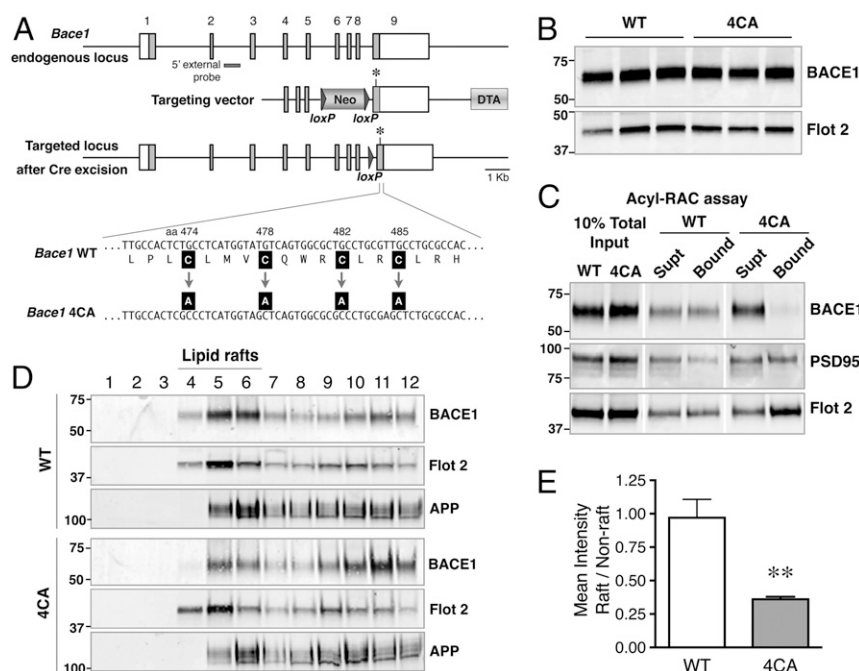 A
1 2 3 4 5 6 7 8 9
Bace1
endogenous locus
5' external
probe
*
Targeting vector
Neo
DTA
loxP loxP
*
Targeted locus
after Cre excision
loxP
1 Kb
aa 474 478 482 485
Bace1 WT
...TTGCCACTCTGCCTCATGGTATGTCAGTGGCGCTGCCTGCGTTGCCTGCGCCAC...
L P L C L M V C Q W R C L R C L R H
A A A A
Bace1 4CA
...TTGCCACTCGCCCTCATGGTAGCTCAGTGGCGCGCCCTGCGAGCTCTGCGCCAC...
B
WT 4CA
75
50
BACE1
50
37
Flot 2
C
Acyl-RAC assay
10% Total
Input
WT 4CA
WT
Supt Bound
4CA
Supt Bound
75
50
BACE1
100
75
PSD95
50
37
Flot 2
D
Lipid rafts
1 2 3 4 5 6 7 8 9 10 11 12
WT
75
50
BACE1
37
Flot 2
100
APP
4CA
75
50
BACE1
37
Flot 2
100
APP
E
Mean Intensity
Raft / Non-raft
1.25
1.00
0.75
0.50
0.25
0.00
**
WT 4CA